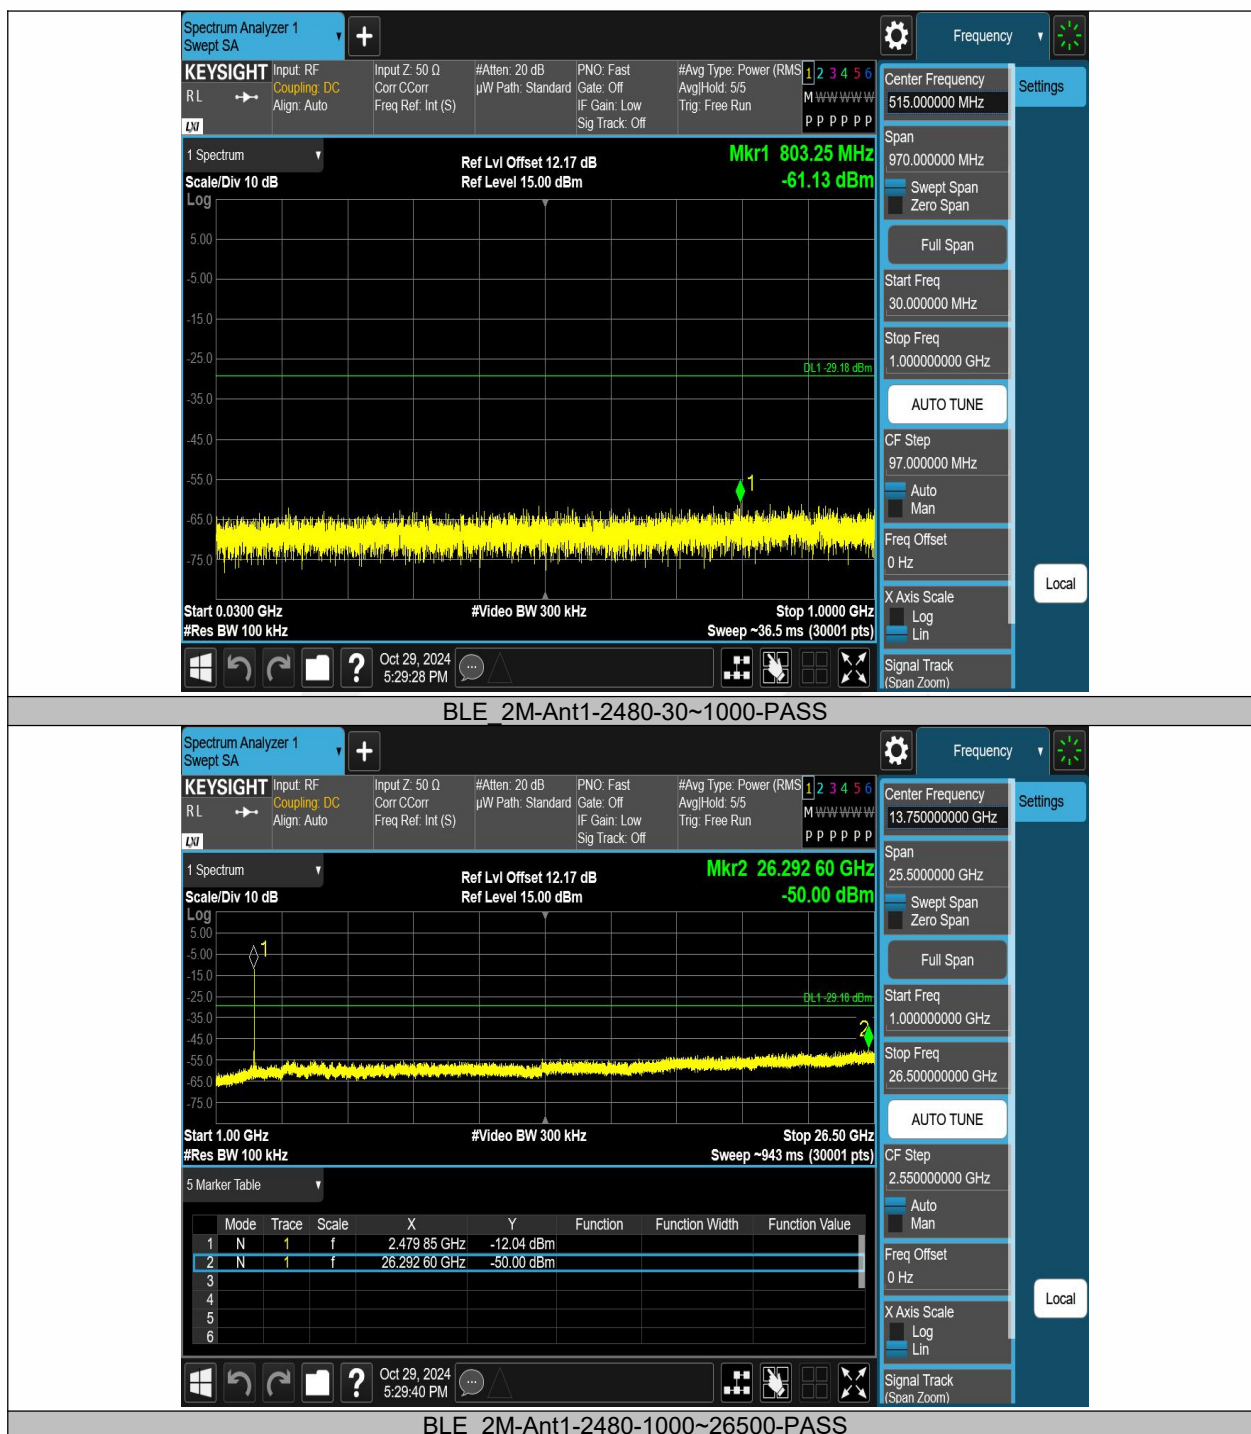 Spectrum Analyzer 1
Swept SA
Frequency
KEYSIGHT
RL
LXI
Input: RF
Coupling: DC
Align: Auto
Input Z: 50 Ω
Corr CCorr
Freq Ref: Int (S)
#Atten: 20 dB
µW Path: Standard
PNO: Fast
Gate: Off
IF Gain: Low
Sig Track: Off
#Avg Type: Power (RMS
Avg|Hold: 5/5
Trig: Free Run
1 2 3 4 5 6
M W W W W W
P P P P P P
1 Spectrum
Scale/Div 10 dB
Log
Ref Lvl Offset 12.17 dB
Ref Level 15.00 dBm
Mkr1 803.25 MHz
-61.13 dBm
5.00
-5.00
-15.0
-25.0
DL1 -29.18 dBm
-35.0
-45.0
-55.0
1
-65.0
-75.0
Start 0.0300 GHz
#Res BW 100 kHz
#Video BW 300 kHz
Stop 1.0000 GHz
Sweep ~36.5 ms (30001 pts)
Oct 29, 2024
5:29:28 PM
Center Frequency
515.000000 MHz
Span
970.000000 MHz
Swept Span
Zero Span
Full Span
Start Freq
30.000000 MHz
Stop Freq
1.000000000 GHz
AUTO TUNE
CF Step
97.000000 MHz
Auto
Man
Freq Offset
0 Hz
X Axis Scale
Log
Lin
Signal Track
(Span Zoom)
Settings
Local
BLE_2M-Ant1-2480-30~1000-PASS
Spectrum Analyzer 1
Swept SA
Frequency
KEYSIGHT
RL
LXI
Input: RF
Coupling: DC
Align: Auto
Input Z: 50 Ω
Corr CCorr
Freq Ref: Int (S)
#Atten: 20 dB
µW Path: Standard
PNO: Fast
Gate: Off
IF Gain: Low
Sig Track: Off
#Avg Type: Power (RMS
Avg|Hold: 5/5
Trig: Free Run
1 2 3 4 5 6
M W W W W W
P P P P P P
1 Spectrum
Scale/Div 10 dB
Log
Ref Lvl Offset 12.17 dB
Ref Level 15.00 dBm
Mkr2 26.292 60 GHz
-50.00 dBm
5.00
1
-5.00
-15.0
-25.0
DL1 -29.18 dBm
-35.0
2
-45.0
-55.0
-65.0
-75.0
Start 1.00 GHz
#Res BW 100 kHz
#Video BW 300 kHz
Stop 26.50 GHz
Sweep ~943 ms (30001 pts)
5 Marker Table
Mode Trace Scale X Y Function Function Width Function Value
1 N 1 f 2.479 85 GHz -12.04 dBm
2 N 1 f 26.292 60 GHz -50.00 dBm
3
4
5
6
Oct 29, 2024
5:29:40 PM
Center Frequency
13.750000000 GHz
Span
25.5000000 GHz
Swept Span
Zero Span
Full Span
Start Freq
1.000000000 GHz
Stop Freq
26.500000000 GHz
AUTO TUNE
CF Step
2.550000000 GHz
Auto
Man
Freq Offset
0 Hz
X Axis Scale
Log
Lin
Signal Track
(Span Zoom)
Settings
Local
BLE_2M-Ant1-2480-1000~26500-PASS